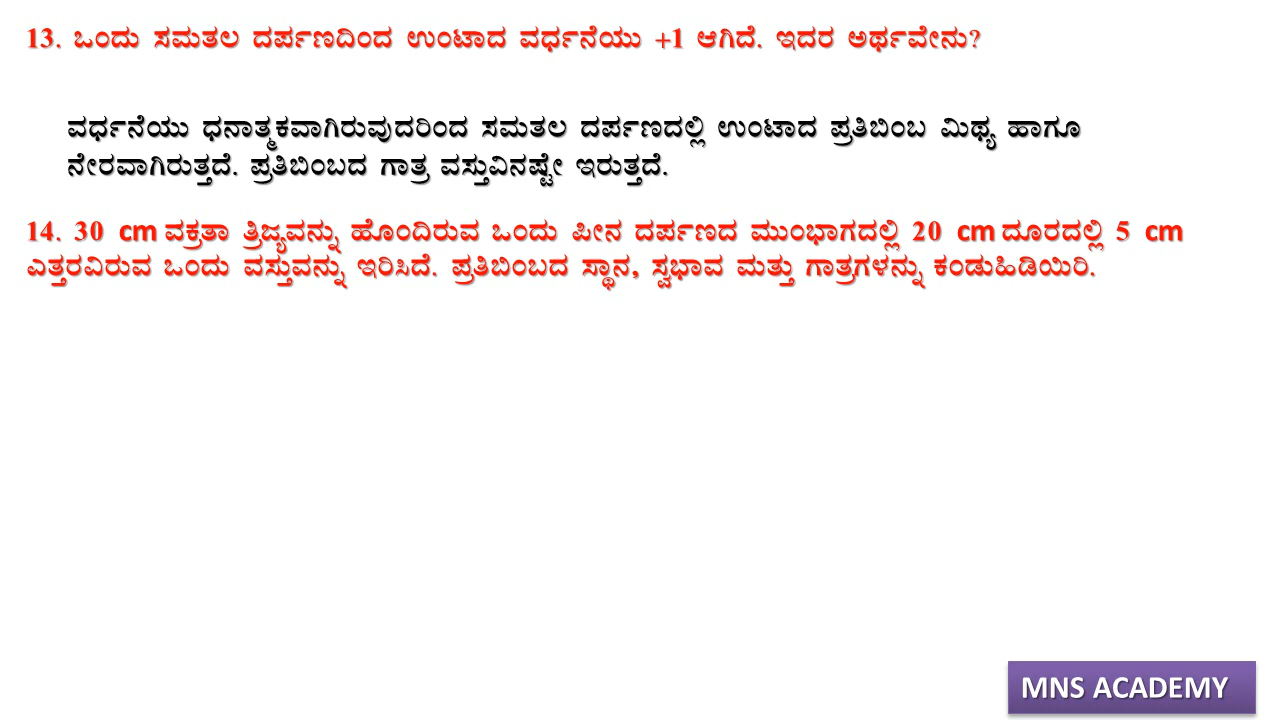 13. ಒಂದು ಸಮತಲ ದರ್ಪಣದಿಂದ ಉಂಟಾದ ವರ್ಧನೆಯು +1 ಆಗಿದೆ. ಇದರ ಅರ್ಥವೇನು?
ವರ್ಧನೆಯು ಧನಾತ್ಮಕವಾಗಿರುವುದರಿಂದ ಸಮತಲ ದರ್ಪಣದಲ್ಲಿ ಉಂಟಾದ ಪ್ರತಿಬಿಂಬ ಮಿಥ್ಯ ಹಾಗೂ
ನೇರವಾಗಿರುತ್ತದೆ. ಪ್ರತಿಬಿಂಬದ ಗಾತ್ರ ವಸ್ತುವಿನಷ್ಟೇ ಇರುತ್ತದೆ.
14. 30 cm ವಕ್ರತಾ ತ್ರಿಜ್ಯವನ್ನು ಹೊಂದಿರುವ ಒಂದು ಪೀನ ದರ್ಪಣದ ಮುಂಭಾಗದಲ್ಲಿ 20 cm ದೂರದಲ್ಲಿ 5 cm
ಎತ್ತರವಿರುವ ಒಂದು ವಸ್ತುವನ್ನು ಇರಿಸಿದೆ. ಪ್ರತಿಬಿಂಬದ ಸ್ಥಾನ, ಸ್ವಭಾವ ಮತ್ತು ಗಾತ್ರಗಳನ್ನು ಕಂಡುಹಿಡಿಯಿರಿ.
MNS ACADEMY